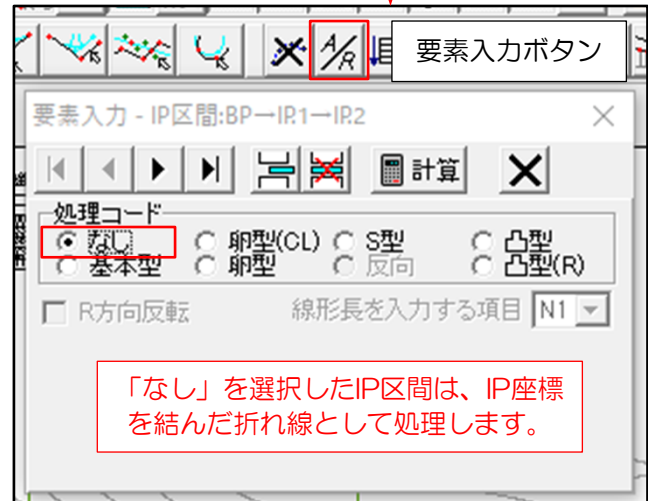 A/R
要素入力ボタン
要素入力 - IP区間:BP→IP.1→IP.2
計算
処理コード
なし 卵型(CL) S型 凸型
基本型 卵型 反向 凸型(R)
R方向反転 線形長を入力する項目 N1
「なし」を選択したIP区間は、IP座標
を結んだ折れ線として処理します。